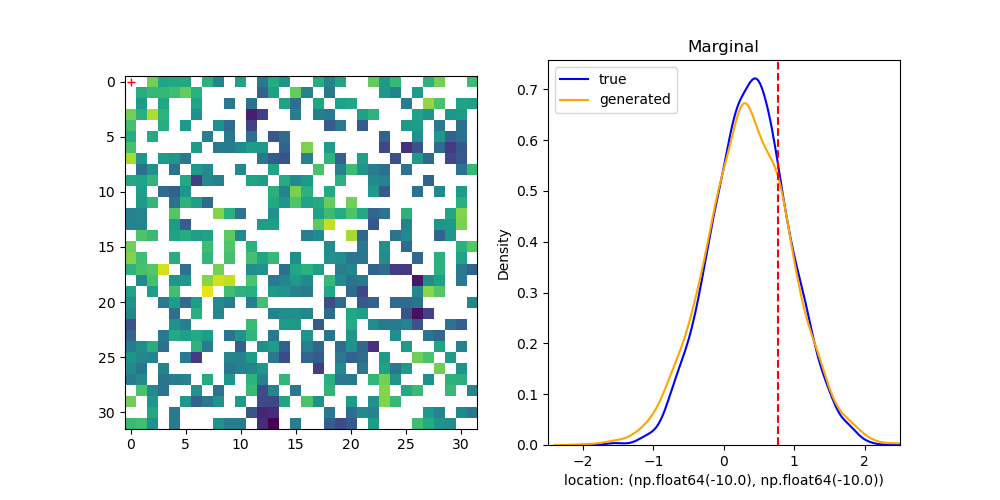 Marginal
true
generated
0
5
10
15
20
25
30
0 5 10 15 20 25 30
Density
0.7
0.6
0.5
0.4
0.3
0.2
0.1
0.0
−2 −1 0 1 2
location: (np.float64(-10.0), np.float64(-10.0))